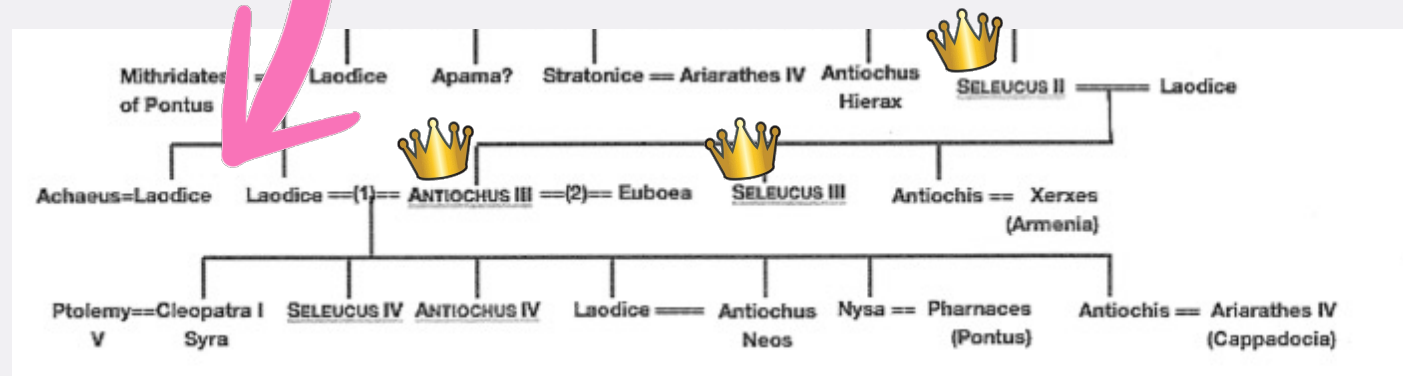 Mithridates = Laodice Apama? Stratonice == Ariarathes IV Antiochus SELEUCUS II ===== Laodice
of Pontus Hierax
Achaeus=Laodice Laodice ==(1)== ANTIOCHUS III ==(2)== Euboea SELEUCUS III Antiochis == Xerxes
(Armenia)
Ptolemy==Cleopatra I SELEUCUS IV ANTIOCHUS IV Laodice ==== Antiochus Nysa == Pharnaces Antiochis == Ariarathes IV
V Syra Neos (Pontus) (Cappadocia)